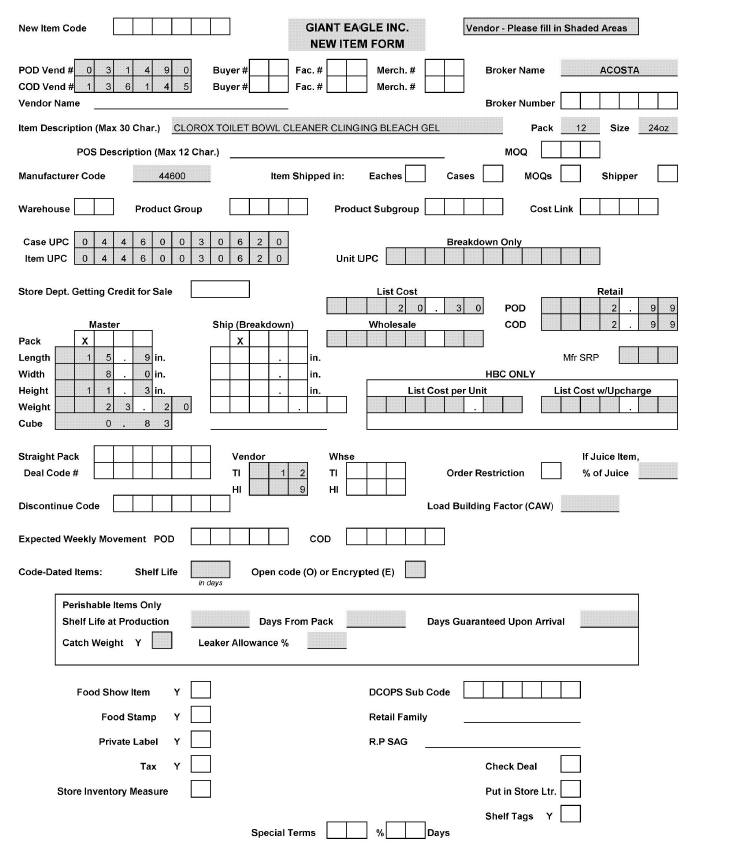 New Item Code
GIANT EAGLE INC.
NEW ITEM FORM
Vendor - Please fill in Shaded Areas
POD Vend # 0 3 1 4 9 0 Buyer # Fac. # Merch. # Broker Name ACOSTA
COD Vend # 1 3 6 1 4 5 Buyer # Fac. # Merch. #
Vendor Name Broker Number
Item Description (Max 30 Char.) CLOROX TOILET BOWL CLEANER CLINGING BLEACH GEL Pack 12 Size 24oz
POS Description (Max 12 Char.) MOQ
Manufacturer Code 44600 Item Shipped in: Eaches Cases MOQs Shipper
Warehouse Product Group Product Subgroup Cost Link
Case UPC 0 4 4 6 0 0 3 0 6 2 0 Breakdown Only
Item UPC 0 4 4 6 0 0 3 0 6 2 0 Unit UPC
Store Dept. Getting Credit for Sale List Cost Retail
2 0 . 3 0 POD 2 . 9 9
Master Ship (Breakdown) Wholesale COD 2 . 9 9
Pack X X
Length 1 5 . 9 in. . in. Mfr SRP
Width 8 . 0 in. . in. HBC ONLY
Height 1 1 . 3 in. . in. List Cost per Unit List Cost w/Upcharge
Weight 2 3 . 2 0 . . .
Cube 0 . 8 3
Straight Pack Vendor Whse If Juice Item,
Deal Code # TI 1 2 TI Order Restriction % of Juice
HI 9 HI
Discontinue Code Load Building Factor (CAW)
Expected Weekly Movement POD COD
Code-Dated Items: Shelf Life Open code (O) or Encrypted (E)
in days
Perishable Items Only
Shelf Life at Production Days From Pack Days Guaranteed Upon Arrival
Catch Weight Y Leaker Allowance %
Food Show Item Y DCOPS Sub Code
Food Stamp Y Retail Family
Private Label Y R.P SAG
Tax Y Check Deal
Store Inventory Measure Put in Store Ltr.
Shelf Tags Y
Special Terms % Days